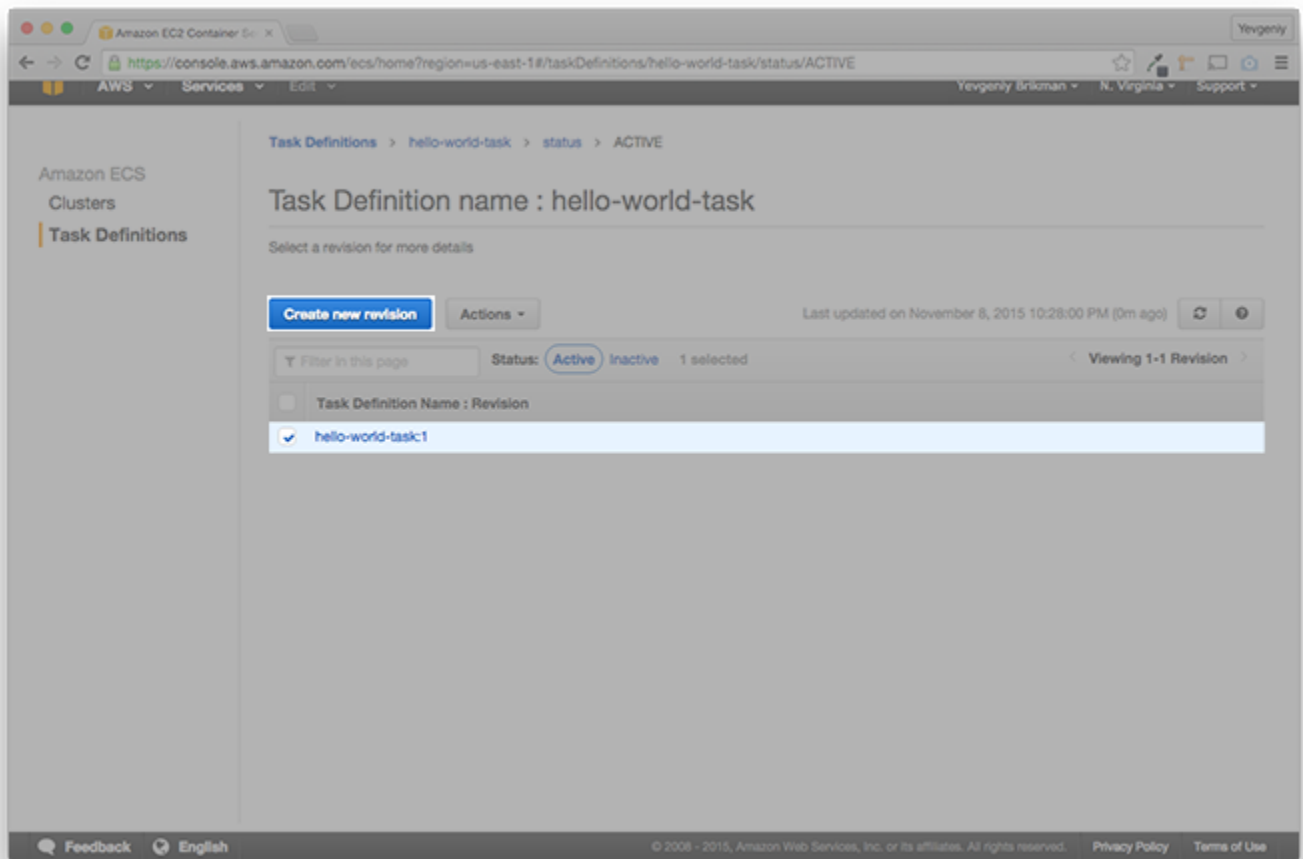 Amazon EC2 Container Se
Yevgeniy
https://console.aws.amazon.com/ecs/home?region=us-east-1#/taskDefinitions/hello-world-task/status/ACTIVE
AWS Services Edit Yevgeniy Brikman N. Virginia Support
Task Definitions > hello-world-task > status > ACTIVE
Amazon ECS
Clusters
Task Definitions
Task Definition name : hello-world-task
Select a revision for more details
Create new revision Actions Last updated on November 8, 2015 10:28:00 PM (0m ago)
Filter in this page Status: Active Inactive 1 selected < Viewing 1-1 Revision >
Task Definition Name : Revision
hello-world-task:1
Feedback English © 2008 - 2015, Amazon Web Services, Inc. or its affiliates. All rights reserved. Privacy Policy Terms of Use